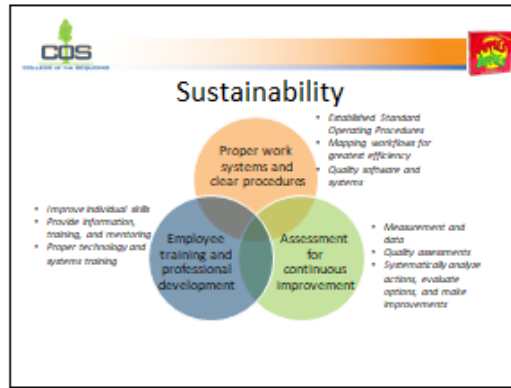 COS
COLLEGE OF THE SEQUOIAS
Sustainability
Proper work
systems and
clear procedures
• Established Standard
Operating Procedures
• Mapping workflows for
greatest efficiency
• Quality software and
systems
• Improve individual skills
• Provide information,
training, and mentoring
• Proper technology and
systems training
Employee
training and
professional
development
Assessment
for
continuous
improvement
• Measurement and
data
• Quality assessments
• Systematically analyze
actions, evaluate
options, and make
improvements